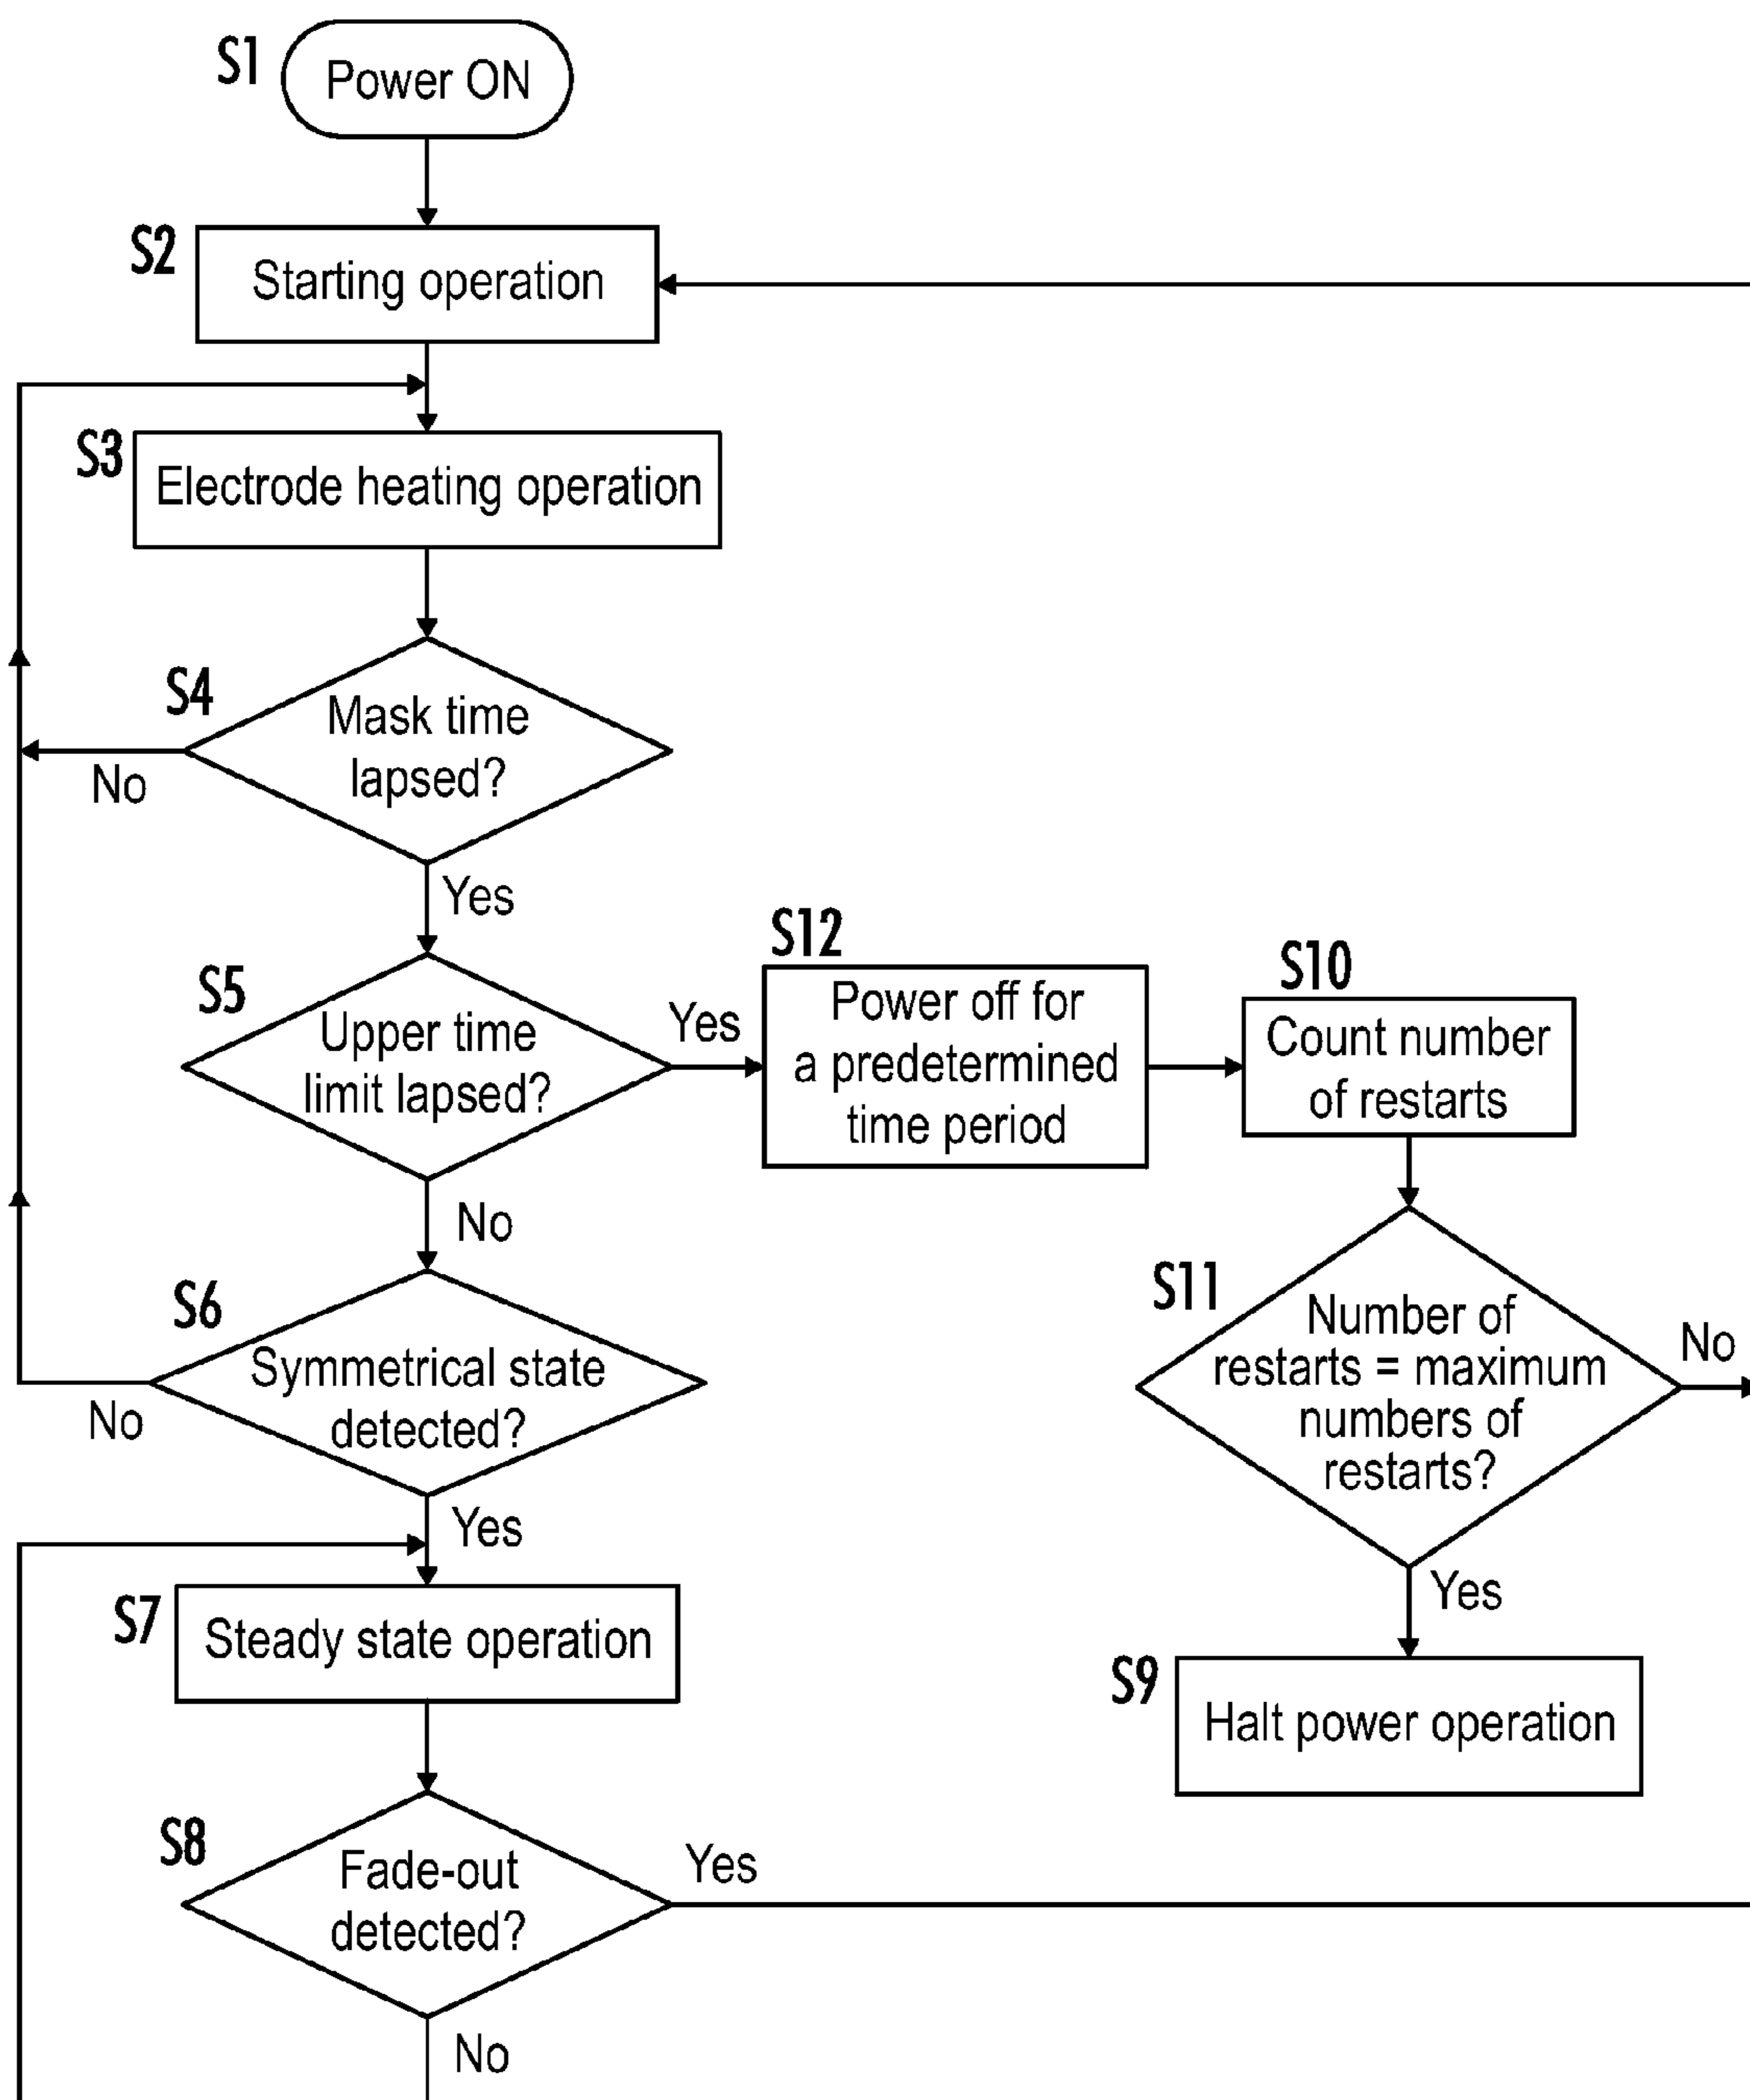 S1
Power ON
S2
Starting operation
S3
Electrode heating operation
S4
Mask time
lapsed?
No
Yes
S5
Upper time
limit lapsed?
Yes
No
S12
Power off for
a predetermined
time period
S10
Count number
of restarts
S11
Number of
restarts = maximum
numbers of
restarts?
No
Yes
S6
Symmetrical state
detected?
No
Yes
S7
Steady state operation
S9
Halt power operation
S8
Fade-out
detected?
Yes
No